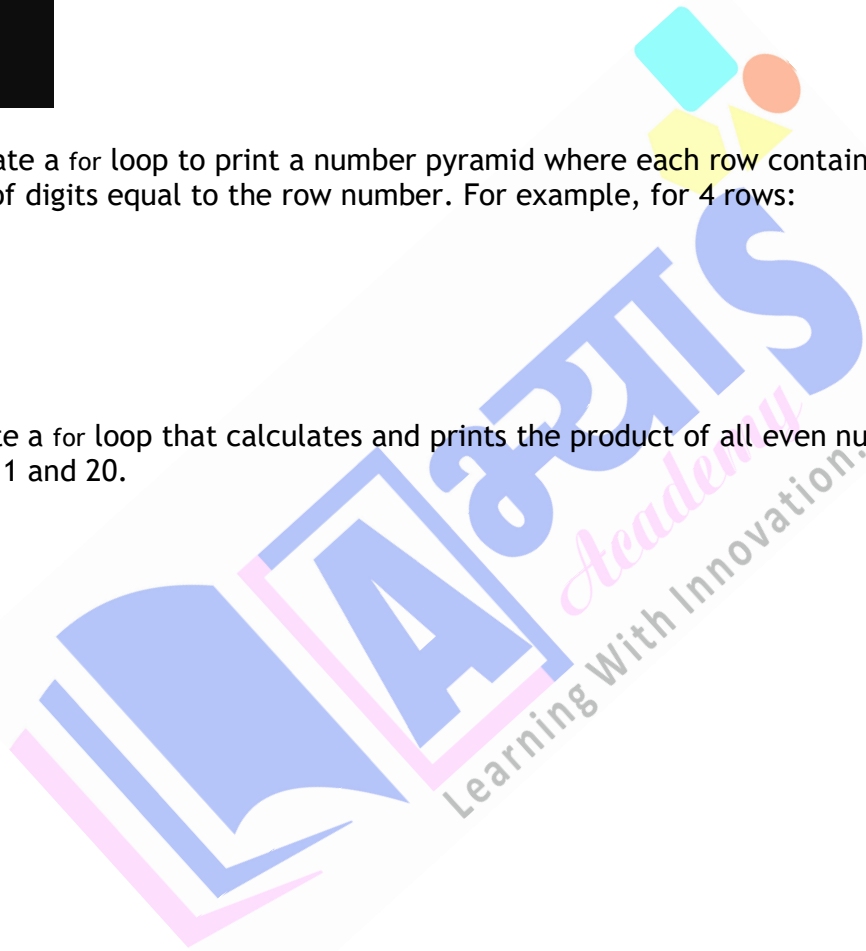 ate a for loop to print a number pyramid where each row contain
of digits equal to the row number. For example, for 4 rows:
te a for loop that calculates and prints the product of all even nu
1 and 20.
Aभ्यास
Academy
Learning With Innovation.